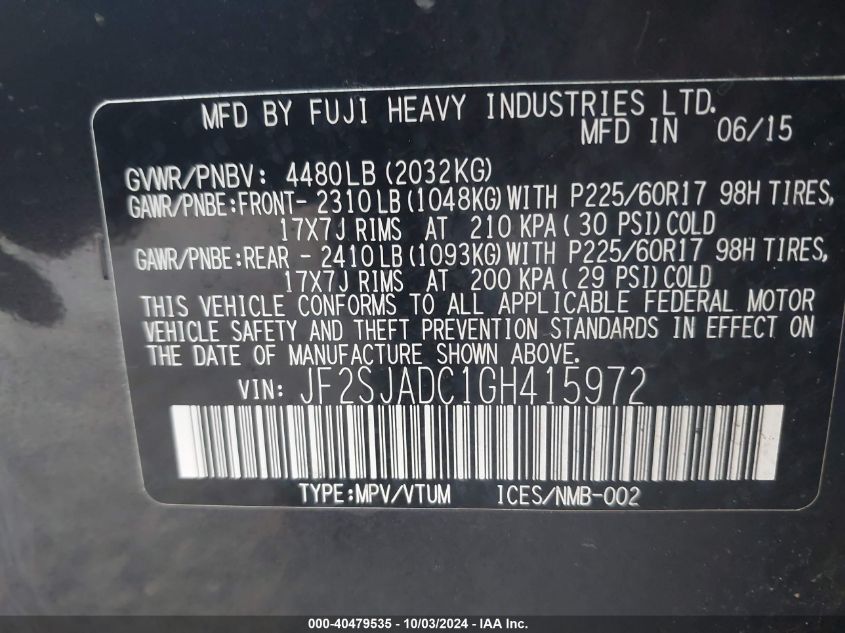 MFD BY FUJI HEAVY INDUSTRIES LTD.
MFD IN 06/15
GVWR/PNBV: 4480LB (2032KG)
GAWR/PNBE:FRONT- 2310LB (1048KG)WITH P225/60R17 98H TIRES,
17X7J RIMS AT 210 KPA( 30 PSI)COLD
GAWR/PNBE:REAR - 2410LB (1093KG)WITH P225/60R17 98H TIRES,
17X7J RIMS AT 200 KPA( 29 PSI)COLD
THIS VEHICLE CONFORMS TO ALL APPLICABLE FEDERAL MOTOR
VEHICLE SAFETY AND THEFT PREVENTION STANDARDS IN EFFECT ON
THE DATE OF MANUFACTURE SHOWN ABOVE.
VIN: JF2SJADC1GH415972
TYPE:MPV/VTUM ICES/NMB-002
000-40479535 - 10/03/2024 - IAA Inc.